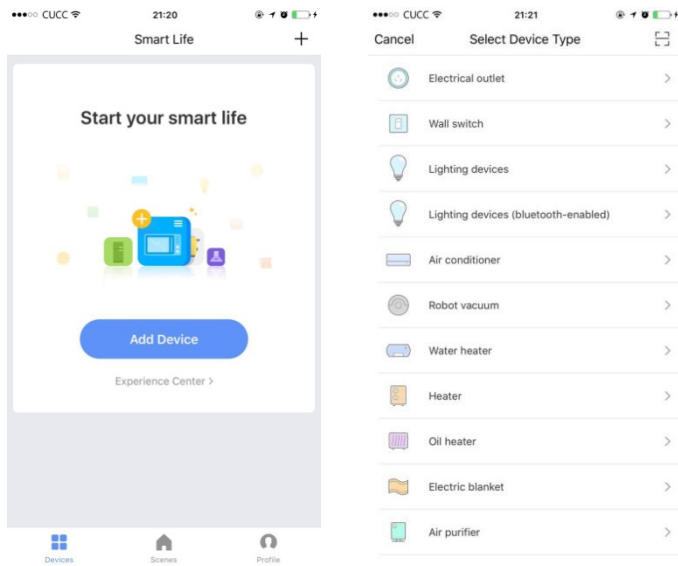 CUCC 21:20
Smart Life +
Start your smart life
Add Device
Experience Center >
Devices Scenes Profile
CUCC 21:21
Cancel Select Device Type
Electrical outlet
Wall switch
Lighting devices
Lighting devices (bluetooth-enabled)
Air conditioner
Robot vacuum
Water heater
Heater
Oil heater
Electric blanket
Air purifier